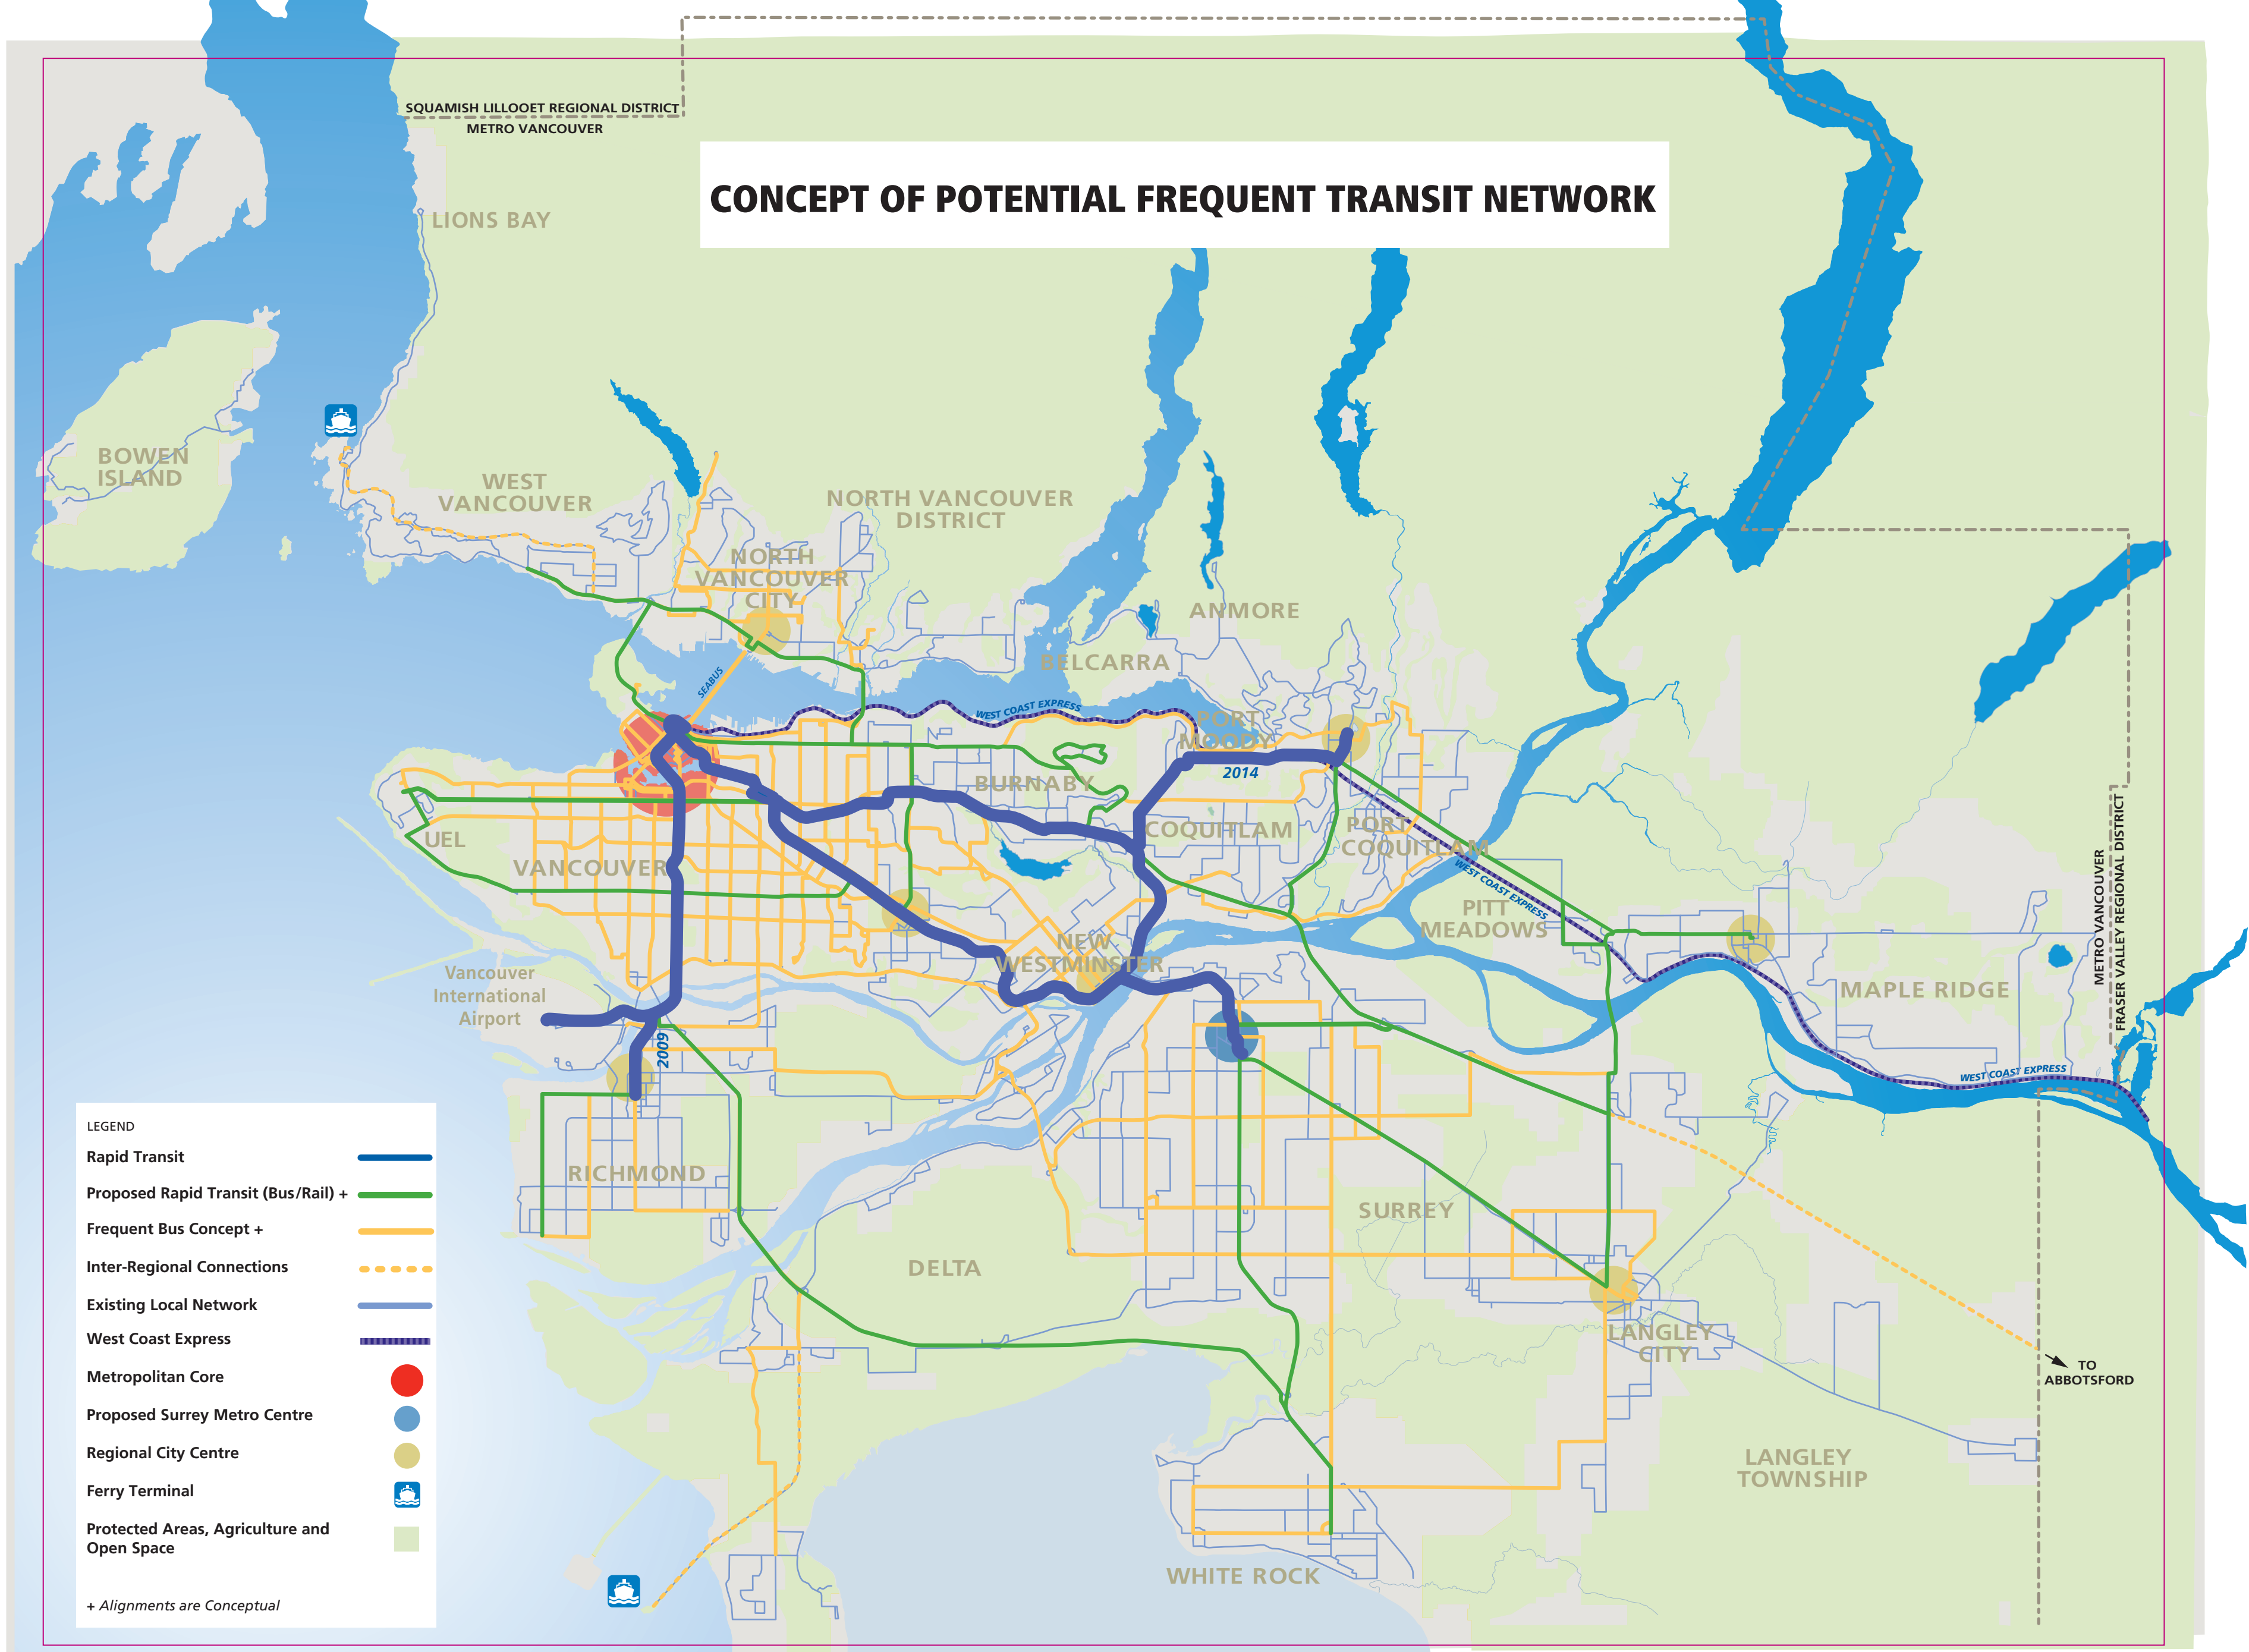 SQUAMISH LILLOOET REGIONAL DISTRICT
METRO VANCOUVER
CONCEPT OF POTENTIAL FREQUENT TRANSIT NETWORK
LIONS BAY
BOWEN
ISLAND
WEST
VANCOUVER
NORTH VANCOUVER
DISTRICT
NORTH
VANCOUVER
CITY
ANMORE
BELCARRA
SEABUS
WEST COAST EXPRESS
PORT
MOODY
2014
BURNABY
COQUITLAM
PORT
COQUITLAM
UEL
VANCOUVER
WEST COAST EXPRESS
PITT
MEADOWS
NEW
WESTMINSTER
METRO VANCOUVER
FRASER VALLEY REGIONAL DISTRICT
Vancouver
International
Airport
MAPLE RIDGE
2009
WEST COAST EXPRESS
RICHMOND
SURREY
DELTA
LANGLEY
CITY
TO
ABBOTSFORD
LANGLEY
TOWNSHIP
WHITE ROCK
LEGEND
Rapid Transit
Proposed Rapid Transit (Bus/Rail) +
Frequent Bus Concept +
Inter-Regional Connections
Existing Local Network
West Coast Express
Metropolitan Core
Proposed Surrey Metro Centre
Regional City Centre
Ferry Terminal
Protected Areas, Agriculture and
Open Space
+ Alignments are Conceptual